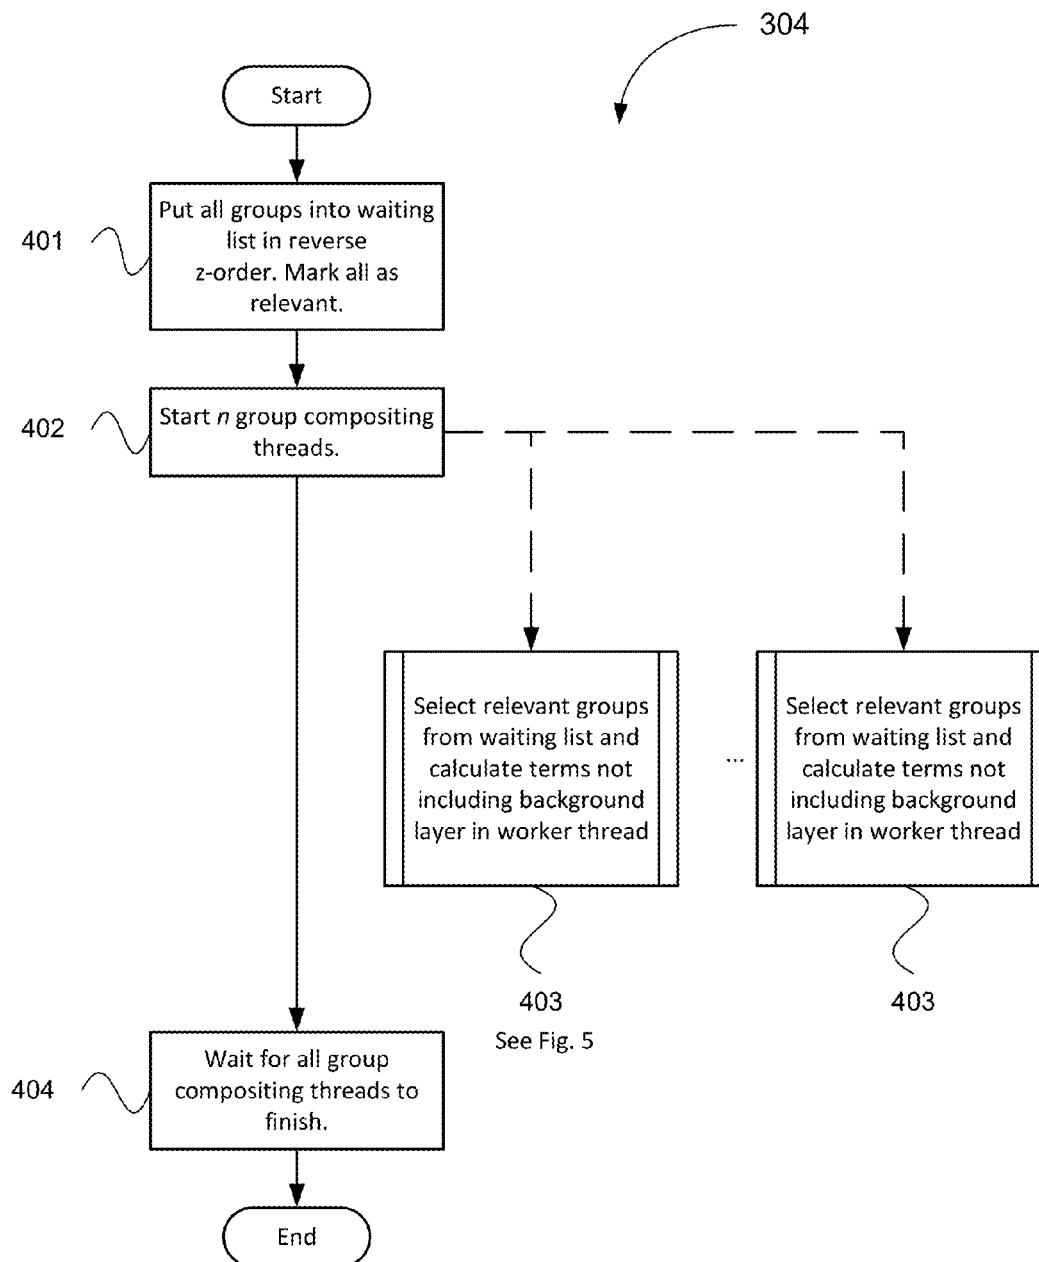 304
Start
401
Put all groups into waiting
list in reverse
z-order. Mark all as
relevant.
402
Start n group compositing
threads.
Select relevant groups
from waiting list and
calculate terms not
including background
layer in worker thread
...
Select relevant groups
from waiting list and
calculate terms not
including background
layer in worker thread
403
See Fig. 5
403
404
Wait for all group
compositing threads to
finish.
End